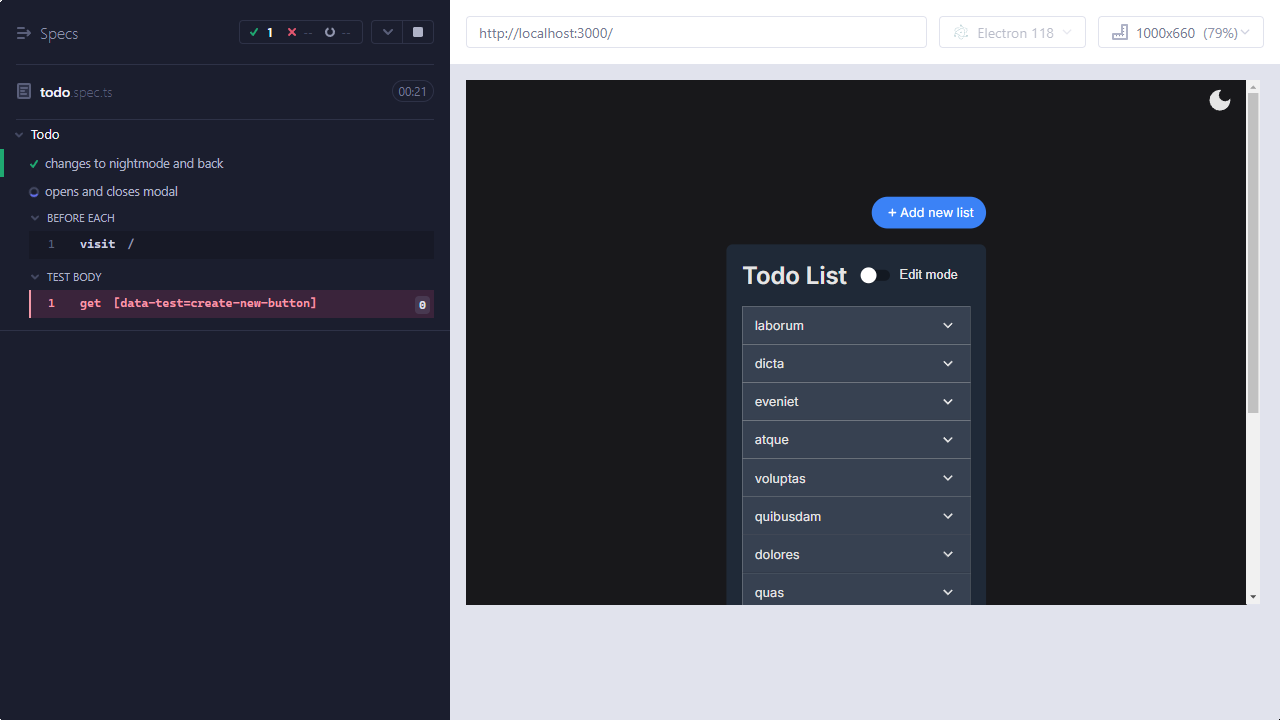 Specs
1
--
--
todo.spec.ts
00:21
Todo
changes to nightmode and back
opens and closes modal
BEFORE EACH
1 visit /
TEST BODY
1 get [data-test=create-new-button] 0
http://localhost:3000/
Electron 118
1000x660 (79%)
+ Add new list
Todo List
Edit mode
laborum
dicta
eveniet
atque
voluptas
quibusdam
dolores
quas